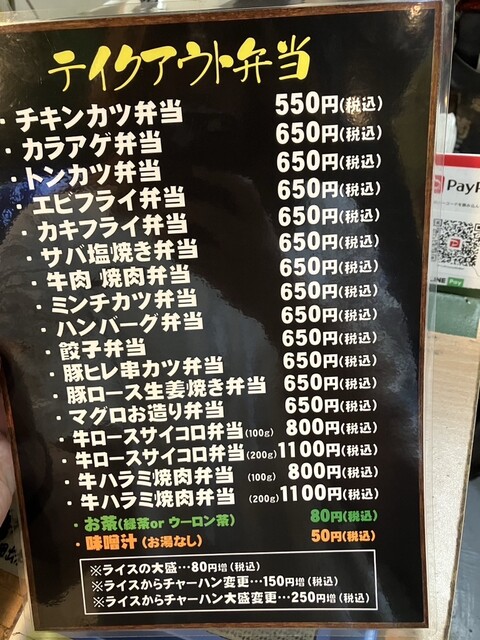 テイクアウト弁当
・チキンカツ弁当 550円(税込)
・カラアゲ弁当 650円(税込)
・トンカツ弁当 650円(税込)
・エビフライ弁当 650円(税込)
・カキフライ弁当 650円(税込)
・サバ塩焼き弁当 650円(税込)
・牛肉 焼肉弁当 650円(税込)
・ミンチカツ弁当 650円(税込)
・ハンバーグ弁当 650円(税込)
・餃子弁当 650円(税込)
・豚ヒレ串カツ弁当 650円(税込)
・豚ロース生姜焼き弁当 650円(税込)
・マグロお造り弁当 650円(税込)
・牛ロースサイコロ弁当(100g) 800円(税込)
・牛ロースサイコロ弁当(200g) 1100円(税込)
・牛ハラミ焼肉弁当 (100g) 800円(税込)
・牛ハラミ焼肉弁当 (200g) 1100円(税込)
・お茶(緑茶or ウーロン茶) 80円(税込)
・味噌汁(お湯なし) 50円(税込)
※ライスの大盛…80円増(税込)
※ライスからチャーハン変更…150円増(税込)
※ライスからチャーハン大盛変更…250円増(税込)
PayP
Pay